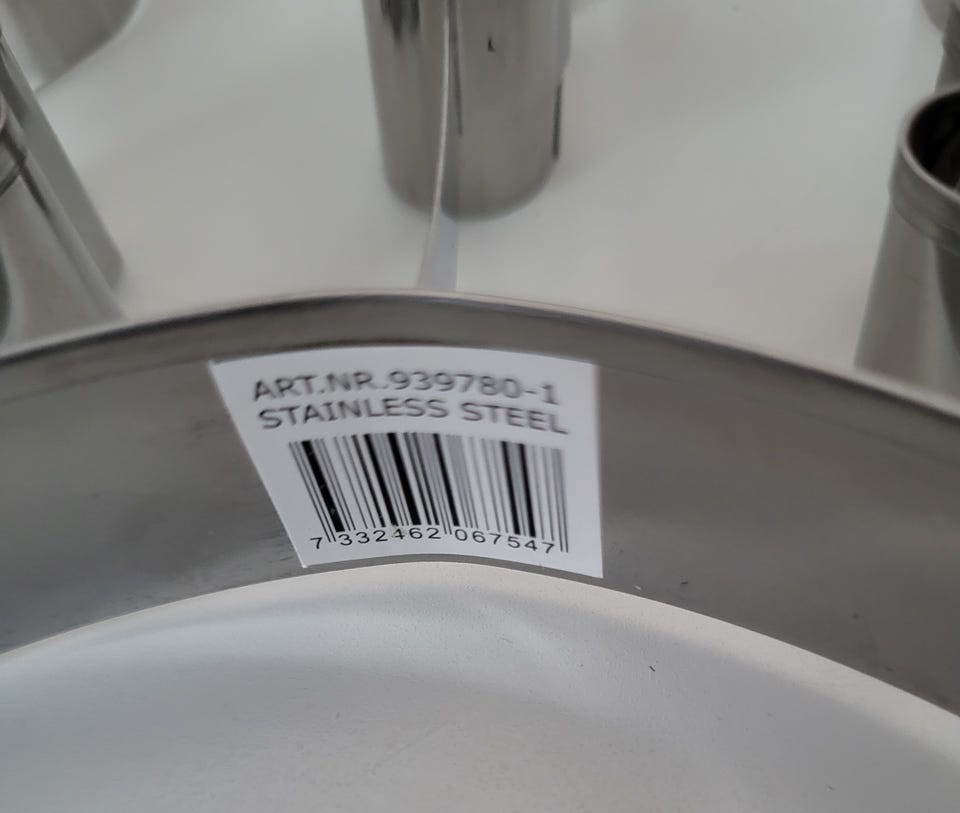 ART.NR.939780-1
STAINLESS STEEL
7 332462 067547